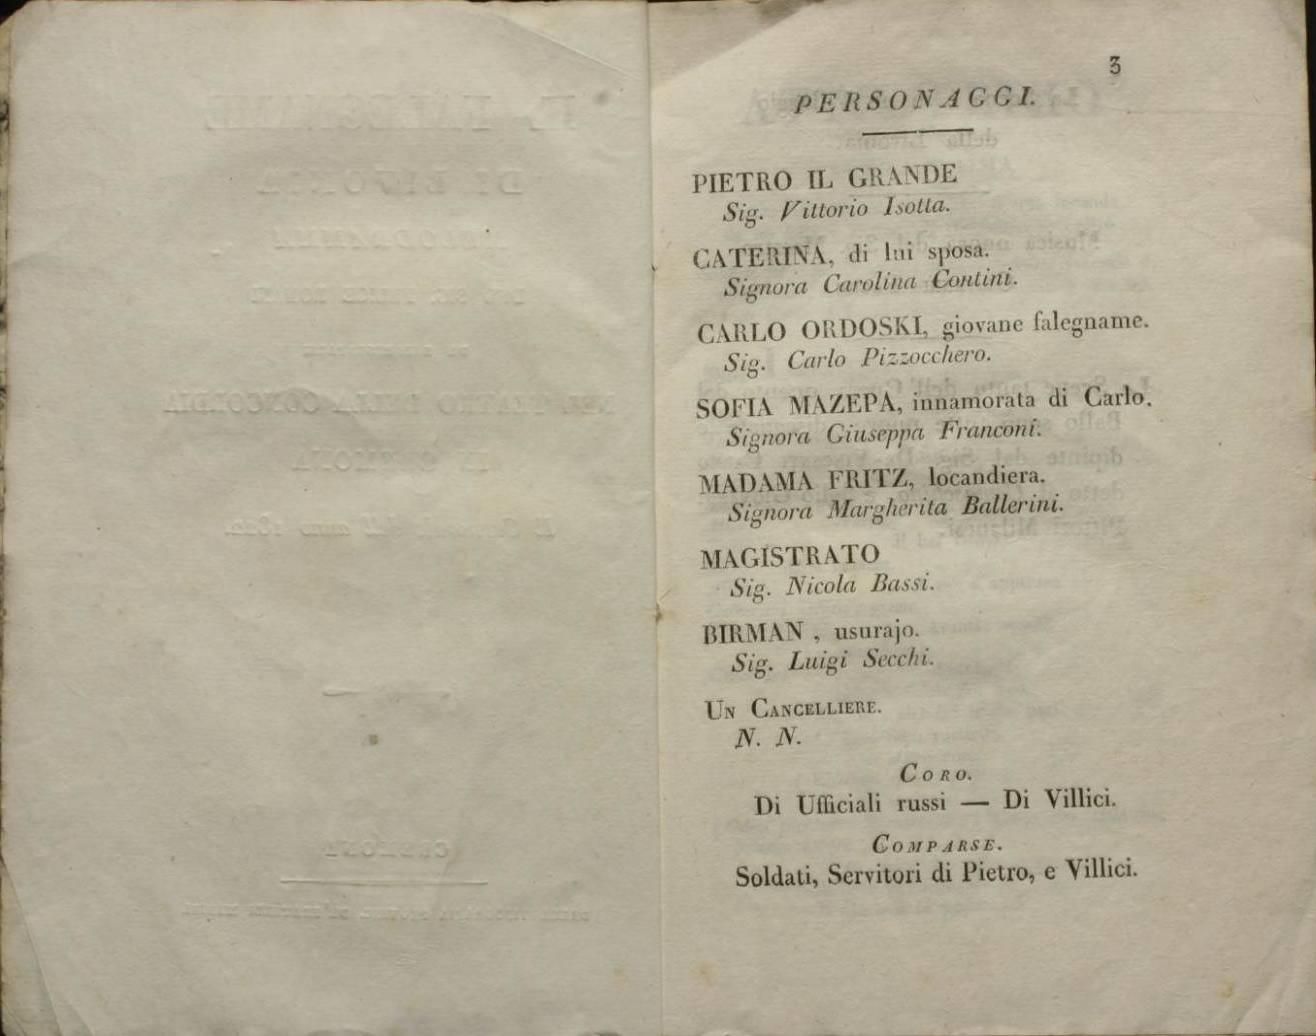 3
PERSONAGGI.
PIETRO IL GRANDE
Sig. Vittorio Isotta.
CATERINA, di lui sposa.
Signora Carolina Contini.
CARLO ORDOSKI, giovane falegname.
Sig. Carlo Pizzocchero.
SOFIA MAZEPA, innamorata di Carlo.
Signora Giuseppa Franconi.
MADAMA FRITZ, locandiera.
Signora Margherita Ballerini.
MAGISTRATO
Sig. Nicola Bassi.
BIRMAN , usurajo.
Sig. Luigi Secchi.
UN CANCELLIERE.
N. N.
CORO.
Di Ufficiali russi — Di Villici.
COMPARSE.
Soldati, Servitori di Pietro, e Villici.